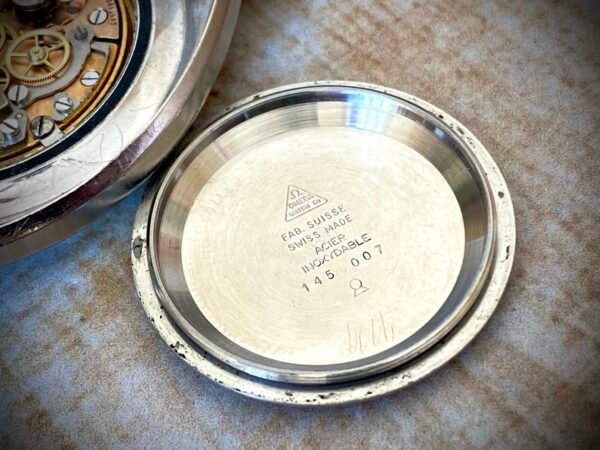 Ω
OMEGA
WATCH Co
FAB. SUISSE
SWISS MADE
ACIER
INOXYDABLE
145.007